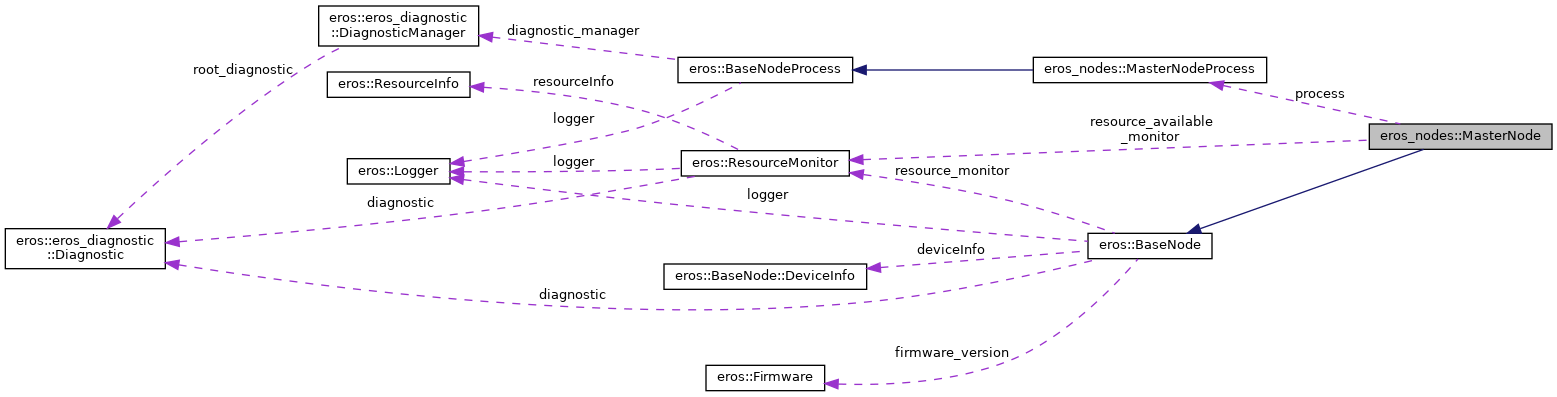 eros::eros_diagnostic
::DiagnosticManager
diagnostic_manager
root_diagnostic
eros::BaseNodeProcess
eros_nodes::MasterNodeProcess
eros::ResourceInfo
resourceInfo
process
logger
resource_available
_monitor
eros_nodes::MasterNode
eros::Logger
logger
eros::ResourceMonitor
resource_monitor
diagnostic
logger
eros::eros_diagnostic
::Diagnostic
eros::BaseNode
deviceInfo
eros::BaseNode::DeviceInfo
diagnostic
firmware_version
eros::Firmware